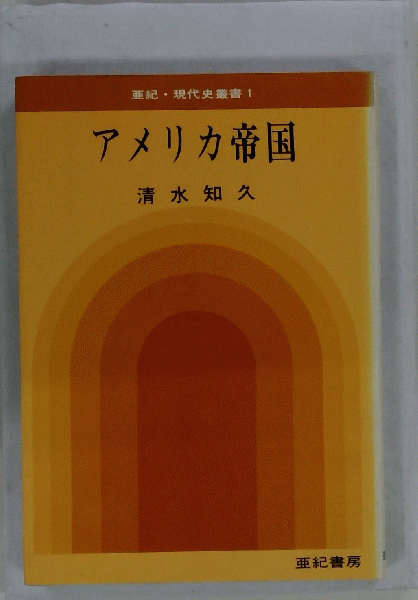 亜紀・現代史叢書1
アメリカ帝国
清水知久
亜紀書房